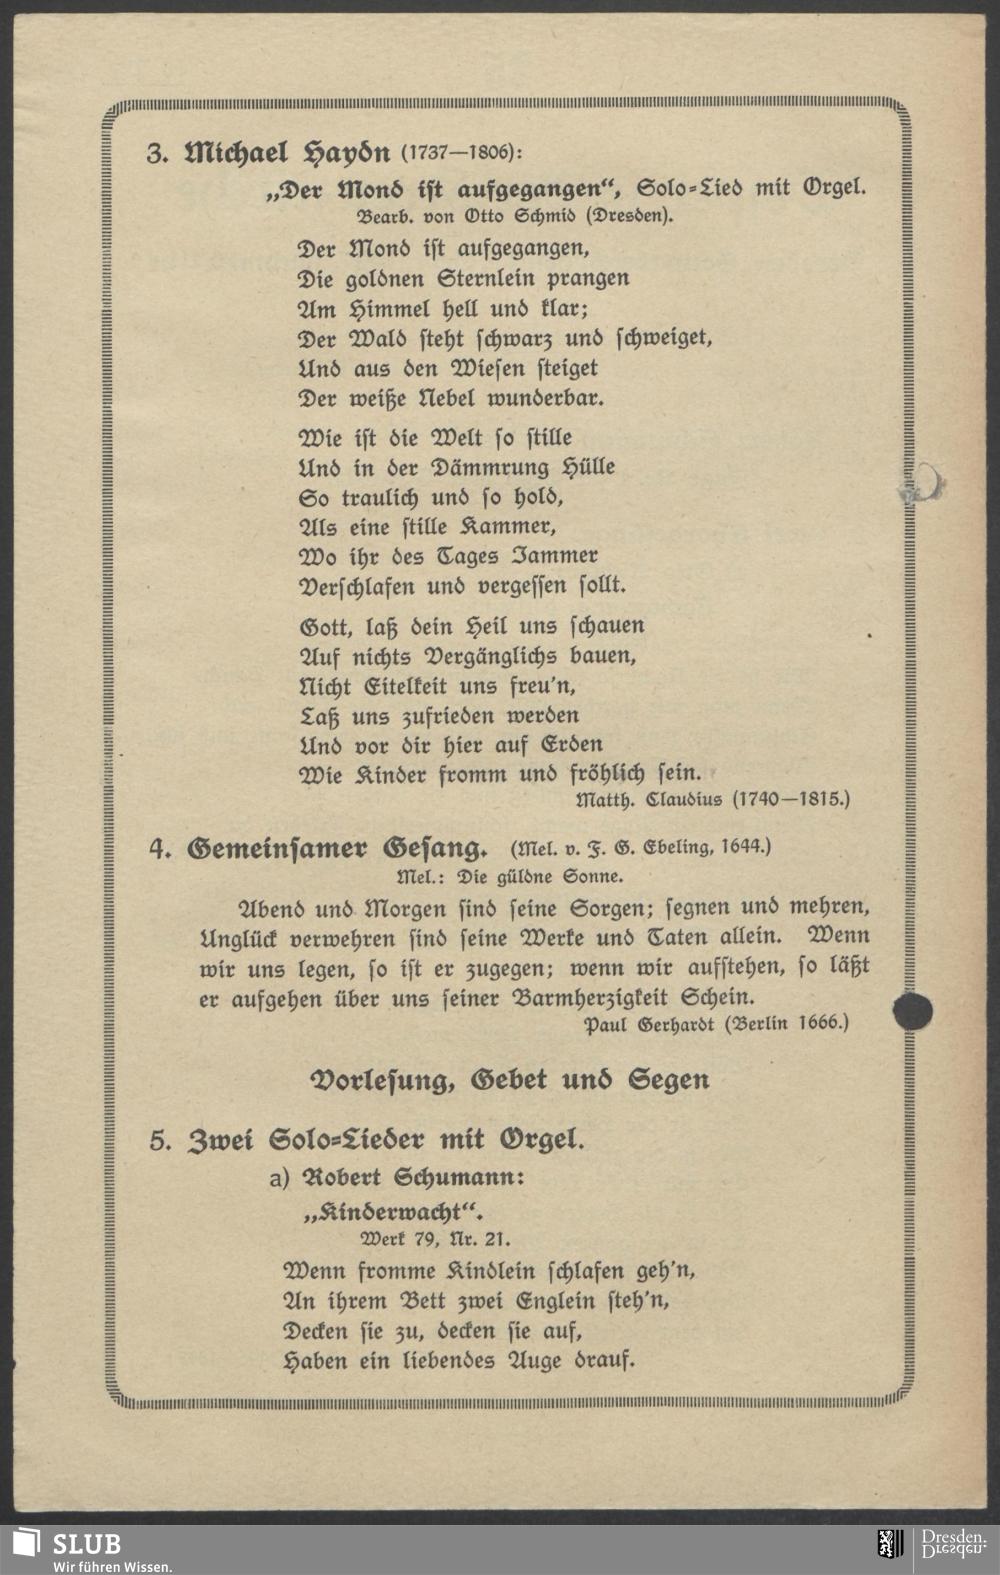 3. Michael Haydn (1737—1806):
„Der Mond ist aufgegangen“, Solo-Lied mit Orgel.
Bearb. von Otto Schmid (Dresden).
Der Mond ist aufgegangen,
Die goldnen Sternlein prangen
Am Himmel hell und klar;
Der Wald steht schwarz und schweiget,
Und aus den Wiesen steiget
Der weiße Nebel wunderbar.
Wie ist die Welt so stille
Und in der Dämmrung Hülle
So traulich und so hold,
Als eine stille Kammer,
Wo ihr des Tages Jammer
Verschlafen und vergessen sollt.
Gott, laß dein Heil uns schauen
Auf nichts Vergänglichs bauen,
Nicht Eitelkeit uns freu'n,
Laß uns zufrieden werden
Und vor dir hier auf Erden
Wie Kinder fromm und fröhlich sein.
Matth. Claudius (1740—1815.)
4. Gemeinsamer Gesang. (Mel. v. F. G. Ebeling, 1644.)
Mel.: Die güldne Sonne.
Abend und Morgen sind seine Sorgen; segnen und mehren,
Unglück verwehren sind seine Werke und Taten allein. Wenn
wir uns legen, so ist er zugegen; wenn wir aufstehen, so läßt
er aufgehen über uns seiner Barmherzigkeit Schein.
Paul Gerhardt (Berlin 1666.)
Vorlesung, Gebet und Segen
5. Zwei Solo-Lieder mit Orgel.
a) Robert Schumann:
„Kinderwacht“.
Werk 79, Nr. 21.
Wenn fromme Kindlein schlafen geh'n,
An ihrem Bett zwei Englein steh'n,
Decken sie zu, decken sie auf,
Haben ein liebendes Auge drauf.
SLUB
Wir führen Wissen.
Dresden.
Dresden.